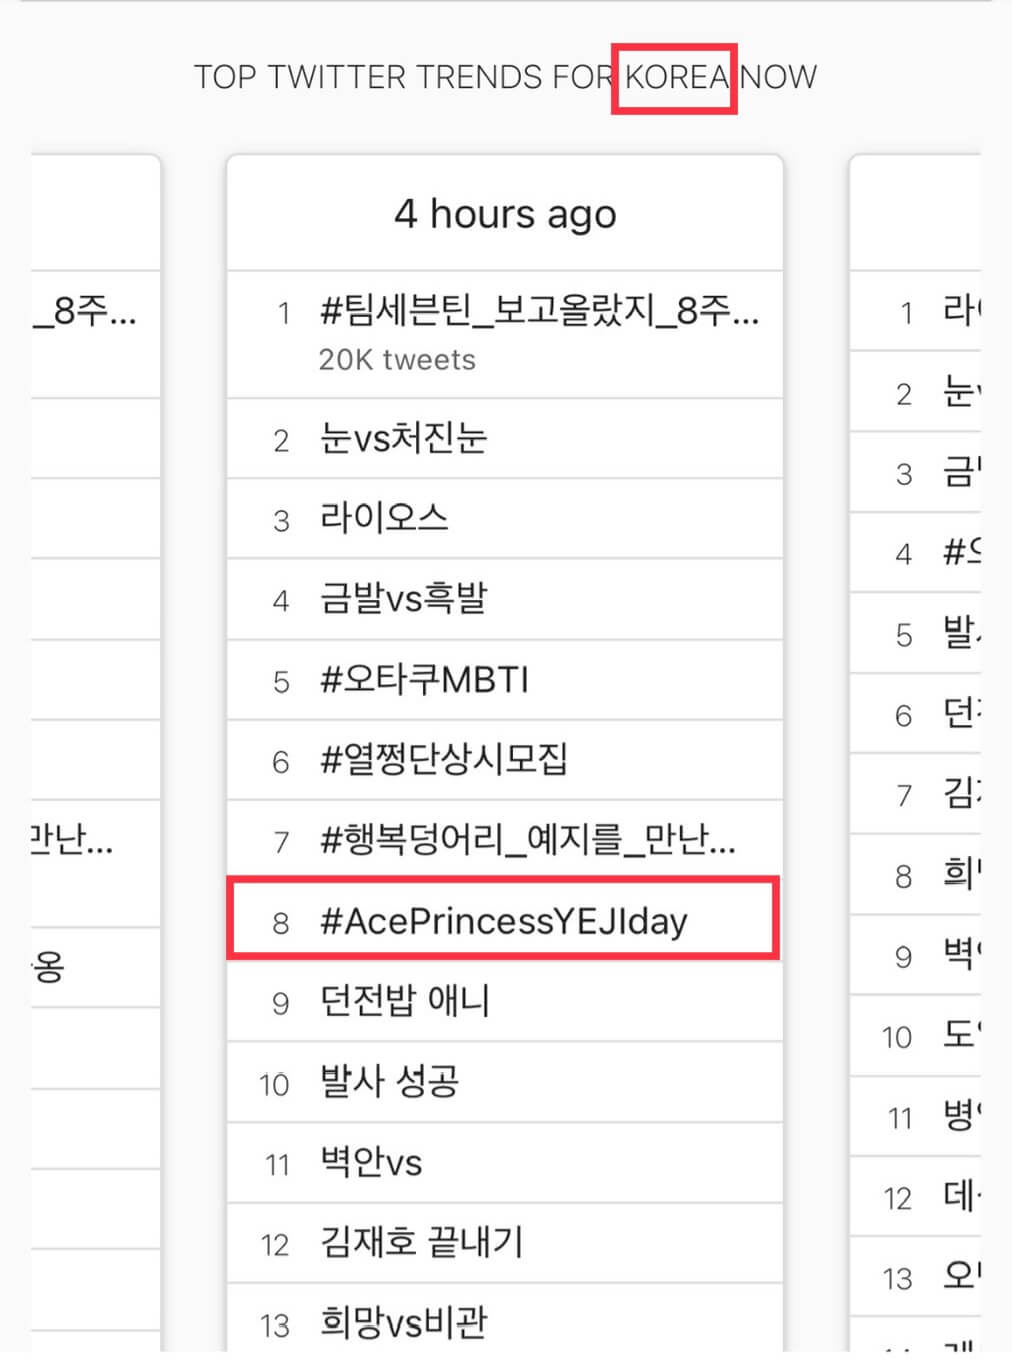 TOP TWITTER TRENDS FOR KOREA NOW
_8주...
만난...
옹
4 hours ago
1 #팀세븐틴_보고올랐지_8주...
20K tweets
2 눈vs처진눈
3 라이오스
4 금발vs흑발
5 #오타쿠MBTI
6 #열쩡단상시모집
7 #행복덩어리_예지를_만난...
8 #AcePrincessYEJIday
9 던전밥 애니
10 발사 성공
11 벽안vs
12 김재호 끝내기
13 희망vs비관
1 라
2 눈
3 금
4 #
5 발
6 던
7 김
8 희
9 벽
10 도
11 병
12 데
13 오